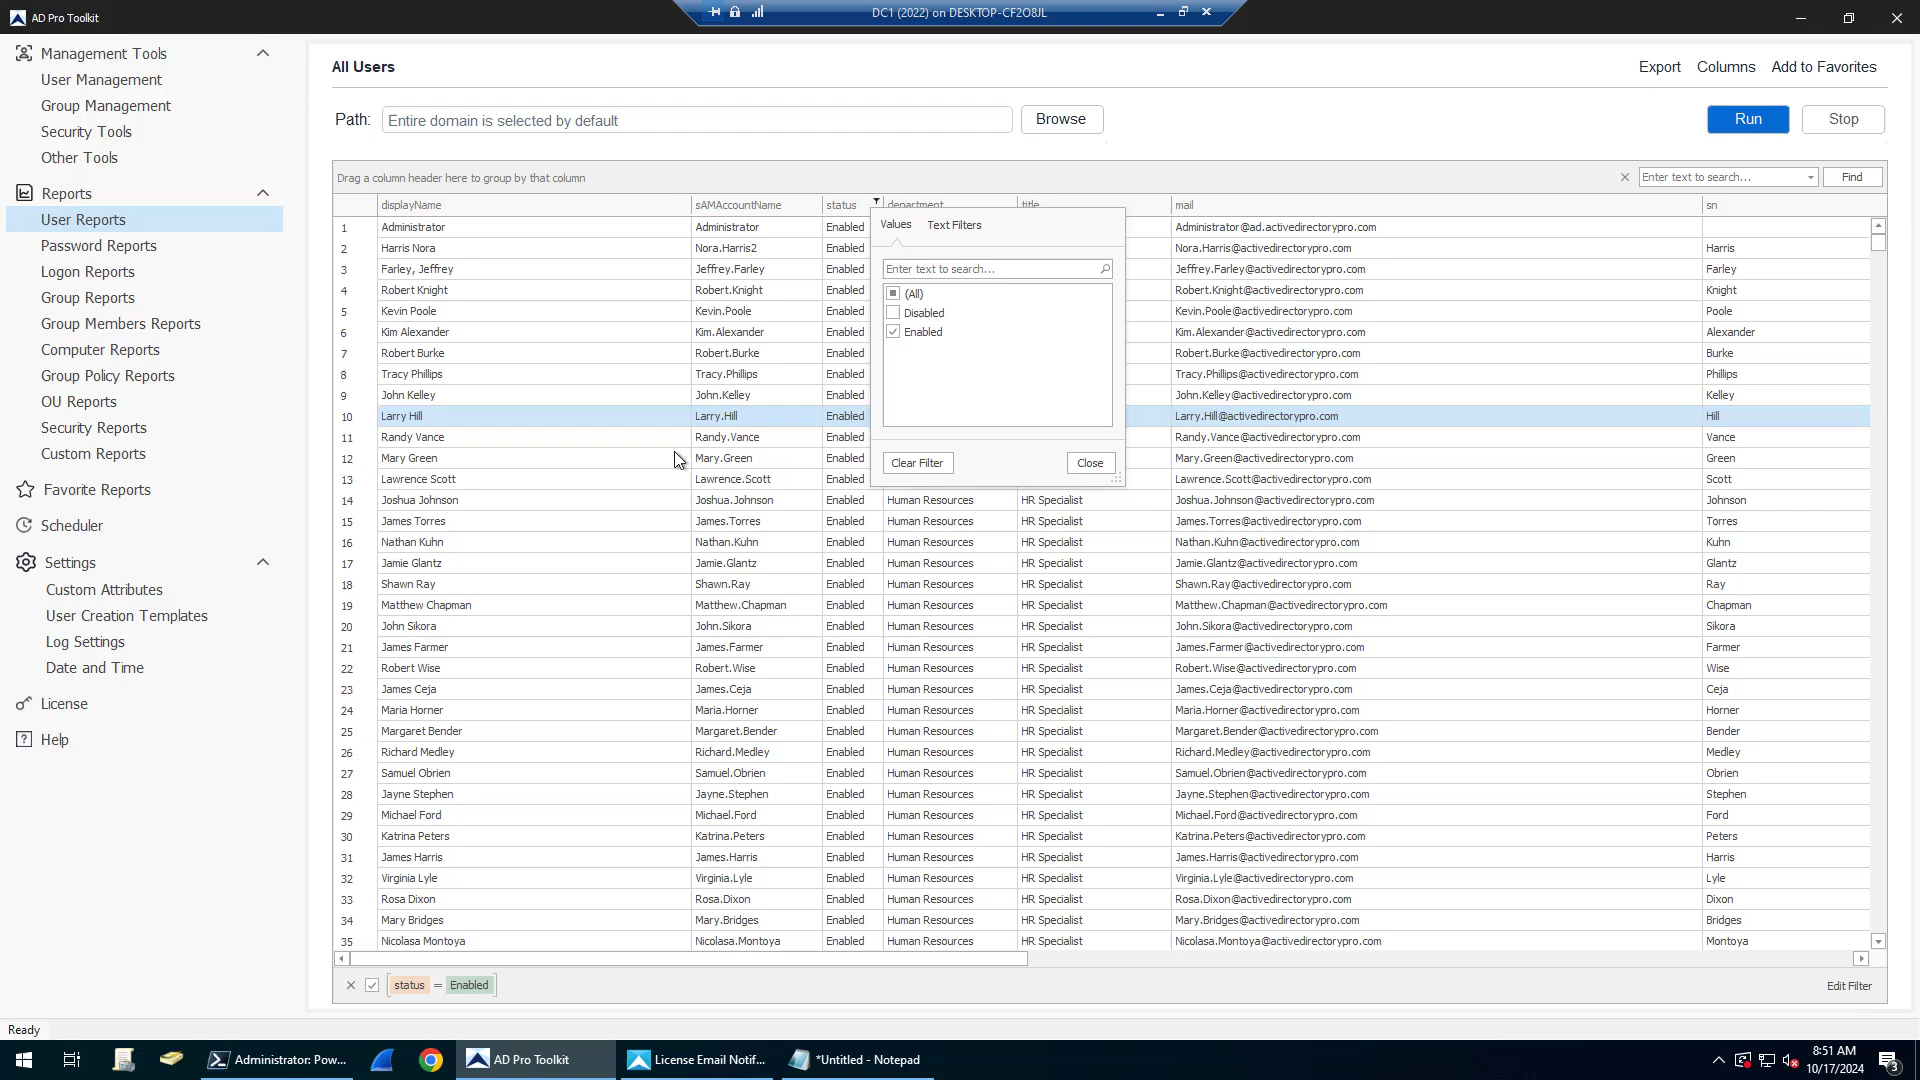 AD Pro Toolkit
DC1 (2022) on DESKTOP-CF2O8JL
Management Tools
User Management
Group Management
Security Tools
Other Tools
Reports
User Reports
Password Reports
Logon Reports
Group Reports
Group Members Reports
Computer Reports
Group Policy Reports
OU Reports
Security Reports
Custom Reports
Favorite Reports
Scheduler
Settings
Custom Attributes
User Creation Templates
Log Settings
Date and Time
License
Help
All Users
Export Columns Add to Favorites
Path: Entire domain is selected by default Browse Run Stop
Drag a column header here to group by that column
Enter text to search... Find
displayName sAMAccountName status department title mail sn
1 Administrator Administrator Enabled Administrator@ad.activedirectorypro.com
2 Harris Nora Nora.Harris2 Enabled Nora.Harris@activedirectorypro.com Harris
3 Farley, Jeffrey Jeffrey.Farley Enabled Jeffrey.Farley@activedirectorypro.com Farley
4 Robert Knight Robert.Knight Enabled Robert.Knight@activedirectorypro.com Knight
5 Kevin Poole Kevin.Poole Enabled Kevin.Poole@activedirectorypro.com Poole
6 Kim Alexander Kim.Alexander Enabled Kim.Alexander@activedirectorypro.com Alexander
7 Robert Burke Robert.Burke Enabled Robert.Burke@activedirectorypro.com Burke
8 Tracy Phillips Tracy.Phillips Enabled Tracy.Phillips@activedirectorypro.com Phillips
9 John Kelley John.Kelley Enabled John.Kelley@activedirectorypro.com Kelley
10 Larry Hill Larry.Hill Enabled Larry.Hill@activedirectorypro.com Hill
11 Randy Vance Randy.Vance Enabled Randy.Vance@activedirectorypro.com Vance
12 Mary Green Mary.Green Enabled Mary.Green@activedirectorypro.com Green
13 Lawrence Scott Lawrence.Scott Enabled Lawrence.Scott@activedirectorypro.com Scott
14 Joshua Johnson Joshua.Johnson Enabled Human Resources HR Specialist Joshua.Johnson@activedirectorypro.com Johnson
15 James Torres James.Torres Enabled Human Resources HR Specialist James.Torres@activedirectorypro.com Torres
16 Nathan Kuhn Nathan.Kuhn Enabled Human Resources HR Specialist Nathan.Kuhn@activedirectorypro.com Kuhn
17 Jamie Glantz Jamie.Glantz Enabled Human Resources HR Specialist Jamie.Glantz@activedirectorypro.com Glantz
18 Shawn Ray Shawn.Ray Enabled Human Resources HR Specialist Shawn.Ray@activedirectorypro.com Ray
19 Matthew Chapman Matthew.Chapman Enabled Human Resources HR Specialist Matthew.Chapman@activedirectorypro.com Chapman
20 John Sikora John.Sikora Enabled Human Resources HR Specialist John.Sikora@activedirectorypro.com Sikora
21 James Farmer James.Farmer Enabled Human Resources HR Specialist James.Farmer@activedirectorypro.com Farmer
22 Robert Wise Robert.Wise Enabled Human Resources HR Specialist Robert.Wise@activedirectorypro.com Wise
23 James Ceja James.Ceja Enabled Human Resources HR Specialist James.Ceja@activedirectorypro.com Ceja
24 Maria Horner Maria.Horner Enabled Human Resources HR Specialist Maria.Horner@activedirectorypro.com Horner
25 Margaret Bender Margaret.Bender Enabled Human Resources HR Specialist Margaret.Bender@activedirectorypro.com Bender
26 Richard Medley Richard.Medley Enabled Human Resources HR Specialist Richard.Medley@activedirectorypro.com Medley
27 Samuel Obrien Samuel.Obrien Enabled Human Resources HR Specialist Samuel.Obrien@activedirectorypro.com Obrien
28 Jayne Stephen Jayne.Stephen Enabled Human Resources HR Specialist Jayne.Stephen@activedirectorypro.com Stephen
29 Michael Ford Michael.Ford Enabled Human Resources HR Specialist Michael.Ford@activedirectorypro.com Ford
30 Katrina Peters Katrina.Peters Enabled Human Resources HR Specialist Katrina.Peters@activedirectorypro.com Peters
31 James Harris James.Harris Enabled Human Resources HR Specialist James.Harris@activedirectorypro.com Harris
32 Virginia Lyle Virginia.Lyle Enabled Human Resources HR Specialist Virginia.Lyle@activedirectorypro.com Lyle
33 Rosa Dixon Rosa.Dixon Enabled Human Resources HR Specialist Rosa.Dixon@activedirectorypro.com Dixon
34 Mary Bridges Mary.Bridges Enabled Human Resources HR Specialist Mary.Bridges@activedirectorypro.com Bridges
35 Nicolasa Montoya Nicolasa.Montoya Enabled Human Resources HR Specialist Nicolasa.Montoya@activedirectorypro.com Montoya
Values Text Filters
Enter text to search...
(All)
Disabled
Enabled
Clear Filter Close
status = Enabled Edit Filter
Ready
Administrator: Pow... AD Pro Toolkit License Email Notif... *Untitled - Notepad
8:51 AM
10/17/2024
3